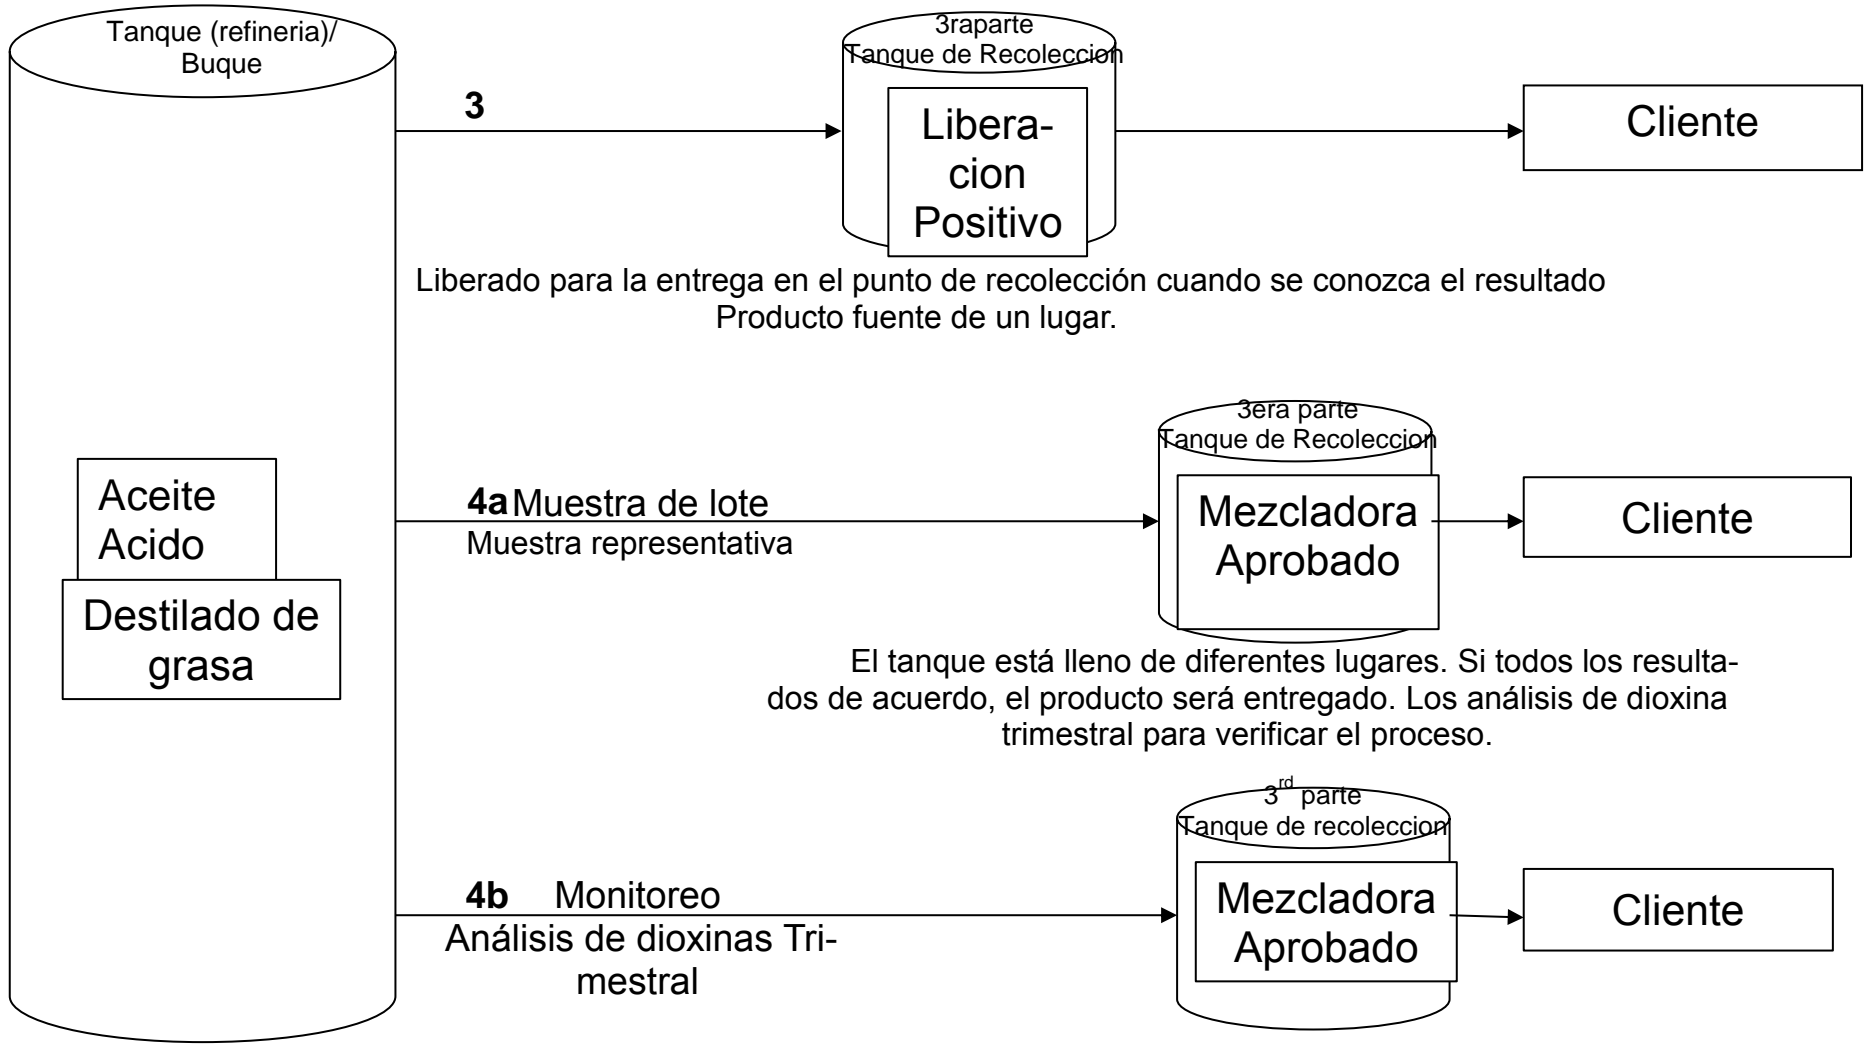 Tanque (refineria)/
Buque
3raparte
Tanque de Recoleccion
3
Libera-
cion
Positivo
Cliente
Liberado para la entrega en el punto de recolección cuando se conozca el resultado
Producto fuente de un lugar.
3era parte
Tanque de Recoleccion
Aceite
Acido
Destilado de
grasa
4a Muestra de lote
Muestra representativa
Mezcladora
Aprobado
Cliente
El tanque está lleno de diferentes lugares. Si todos los resulta-
dos de acuerdo, el producto será entregado. Los análisis de dioxina
trimestral para verificar el proceso.
3rd parte
Tanque de recoleccion
4b Monitoreo
Análisis de dioxinas Tri-
mestral
Mezcladora
Aprobado
Cliente